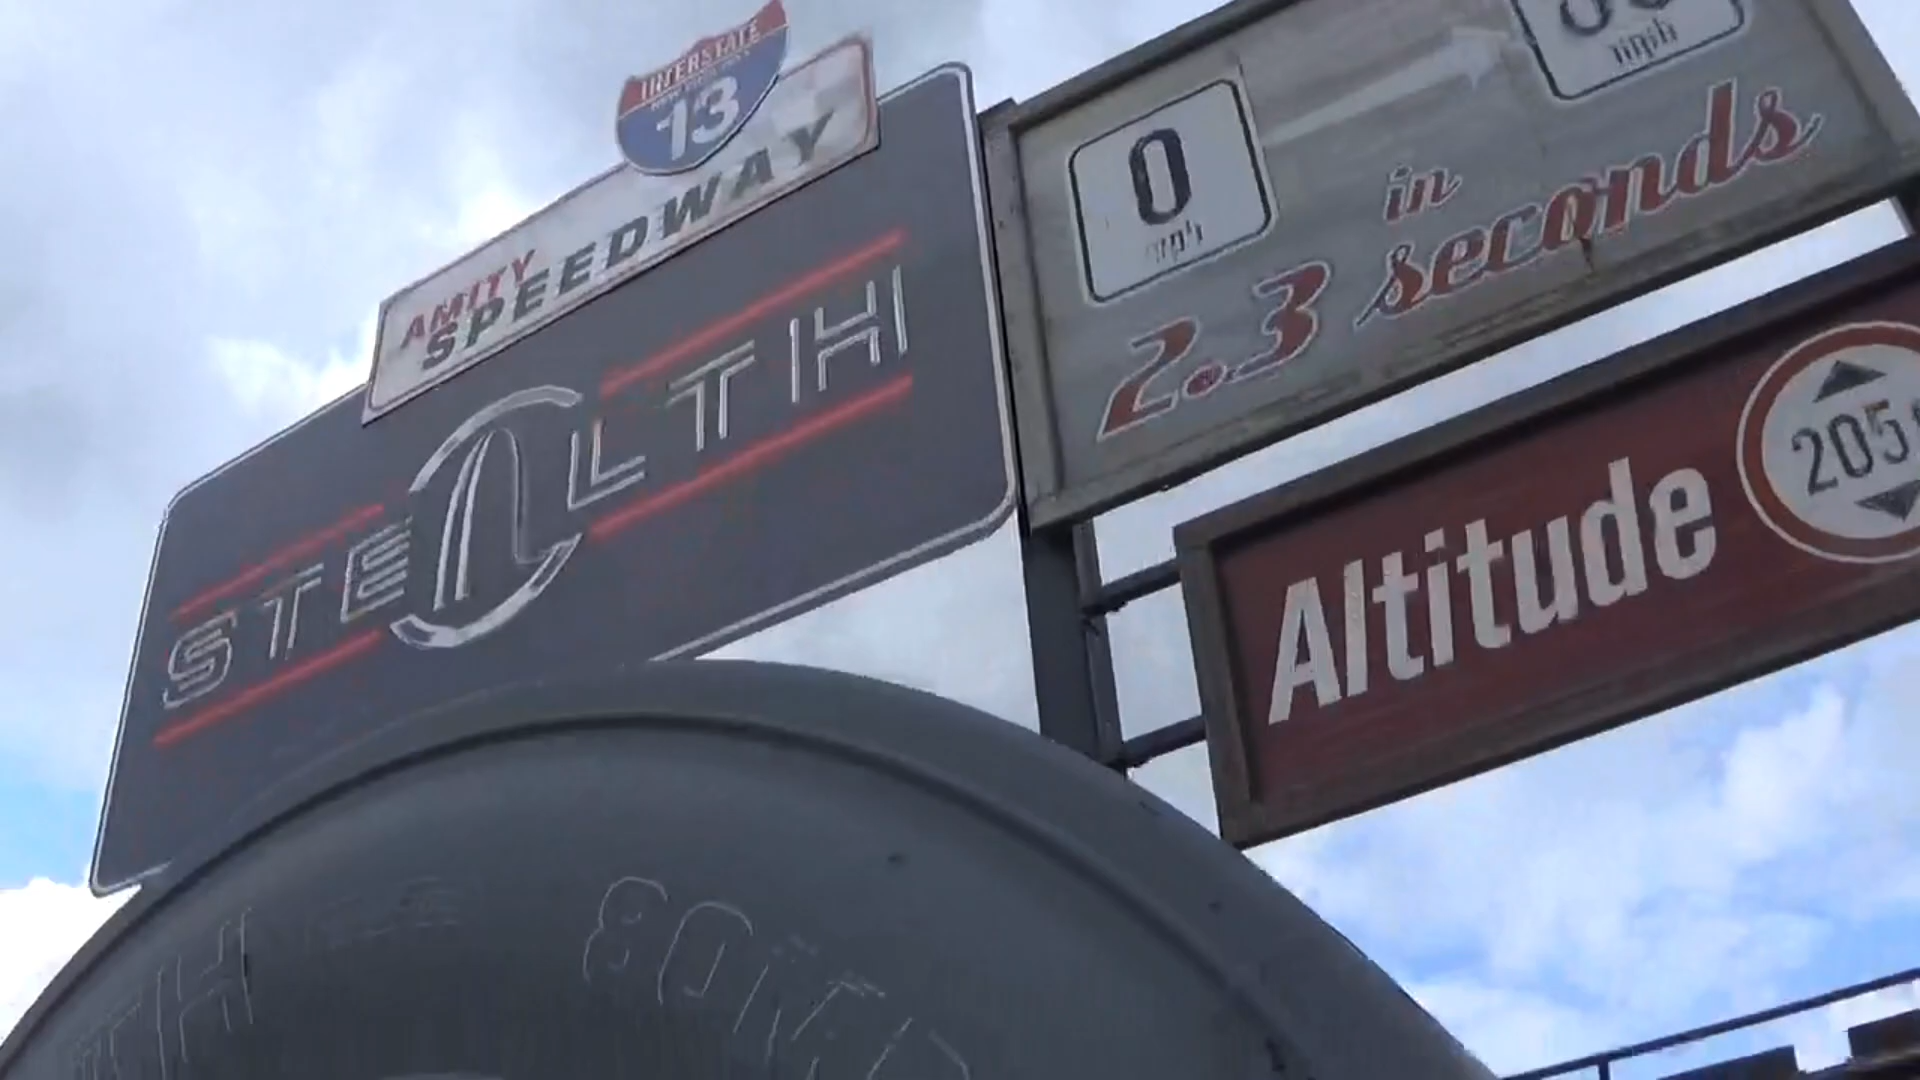 INTERSTATE
13
AMITY
SPEEDWAY
STEALTH
0
mph
mph
in
2.3 seconds
Altitude
205